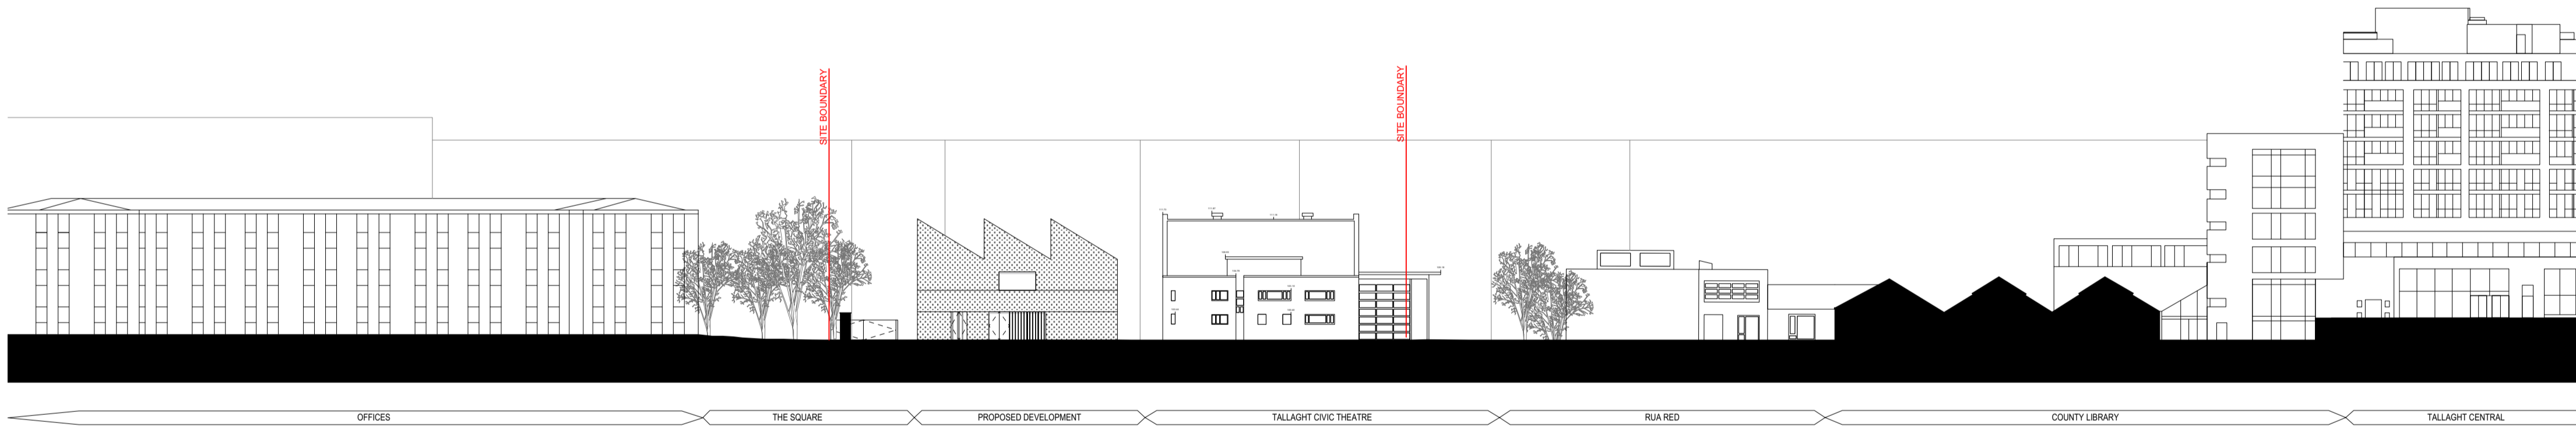 SITE BOUNDARY
SITE BOUNDARY
OFFICES
THE SQUARE
PROPOSED DEVELOPMENT
TALLAGHT CIVIC THEATRE
RUA RED
COUNTY LIBRARY
TALLAGHT CENTRAL